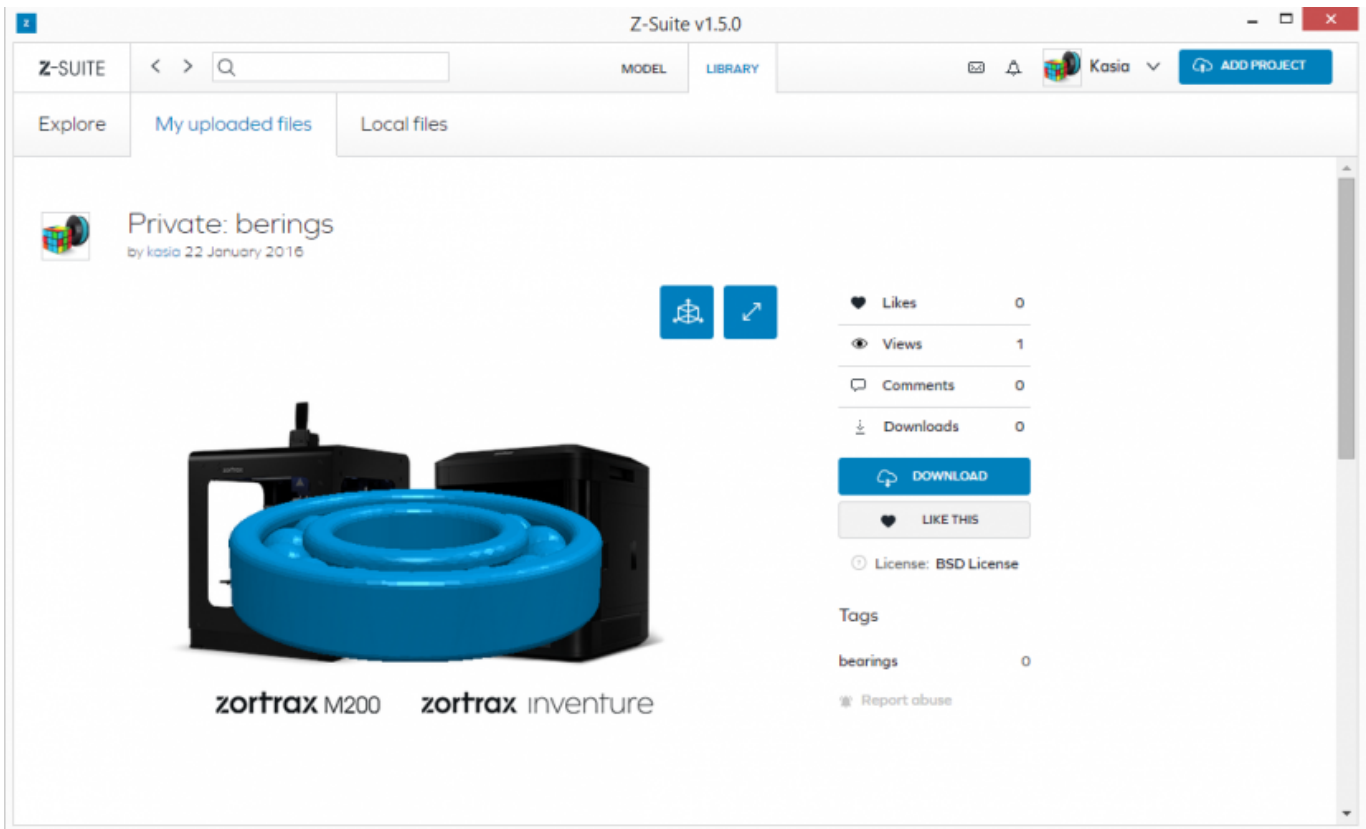 Z
Z-Suite v1.5.0
Z-SUITE
MODEL
LIBRARY
Kasia
ADD PROJECT
Explore
My uploaded files
Local files
Private: berings
by kasia 22 January 2016
Likes 0
Views 1
Comments 0
Downloads 0
DOWNLOAD
LIKE THIS
License: BSD License
Tags
bearings 0
Report abuse
zortrax
zortrax M200
zortrax inventure